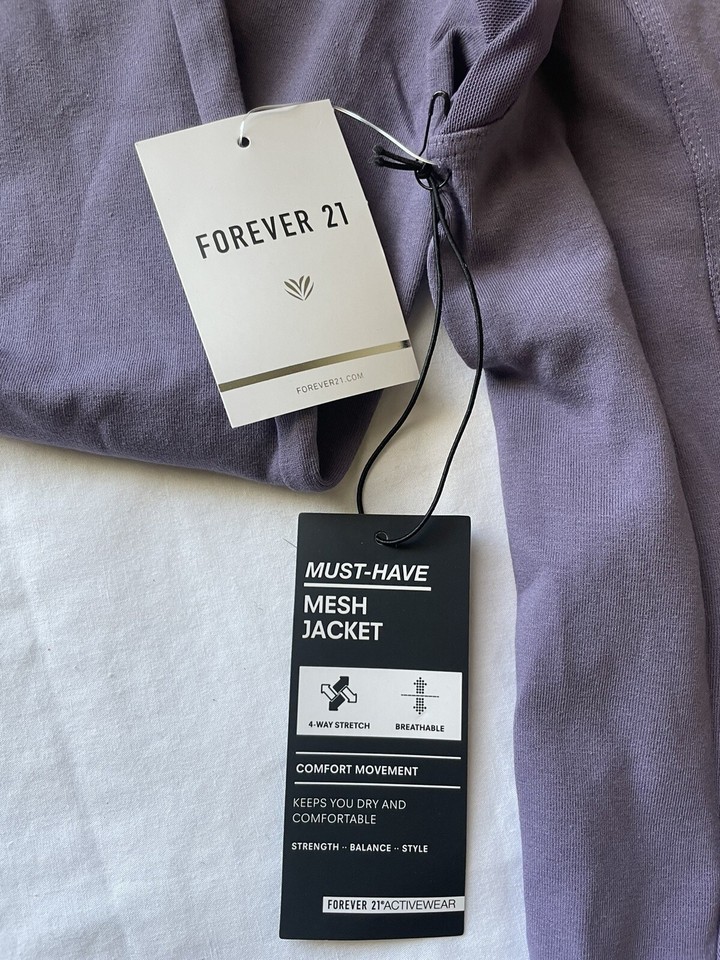 FOREVER 21
FOREVER21.COM
MUST-HAVE
MESH
JACKET
4-WAY STRETCH
BREATHABLE
COMFORT MOVEMENT
KEEPS YOU DRY AND
COMFORTABLE
STRENGTH ·· BALANCE ·· STYLE
FOREVER 21®ACTIVEWEAR